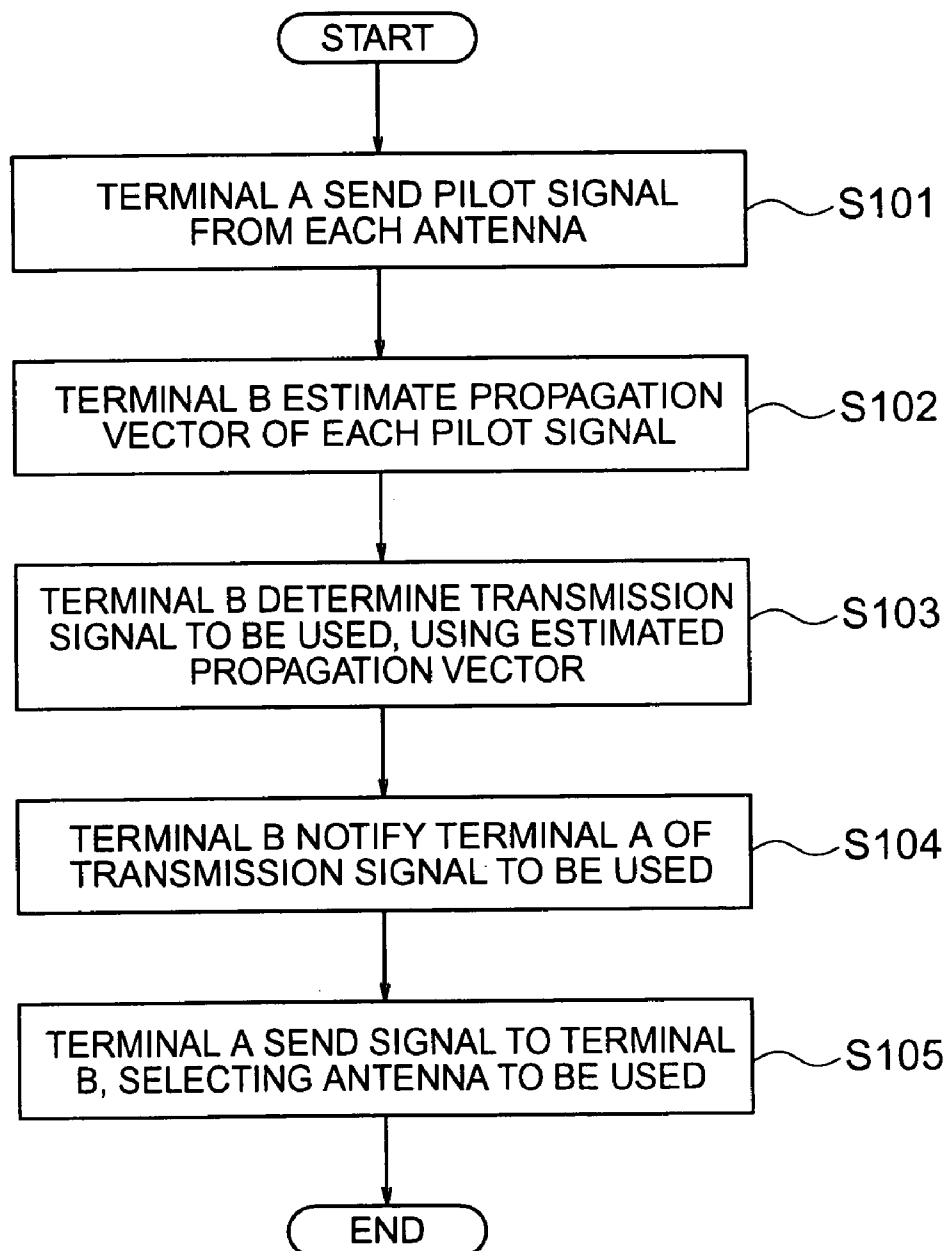 START
TERMINAL A SEND PILOT SIGNAL
FROM EACH ANTENNA
S101
TERMINAL B ESTIMATE PROPAGATION
VECTOR OF EACH PILOT SIGNAL
S102
TERMINAL B DETERMINE TRANSMISSION
SIGNAL TO BE USED, USING ESTIMATED
PROPAGATION VECTOR
S103
TERMINAL B NOTIFY TERMINAL A OF
TRANSMISSION SIGNAL TO BE USED
S104
TERMINAL A SEND SIGNAL TO TERMINAL
B, SELECTING ANTENNA TO BE USED
S105
END